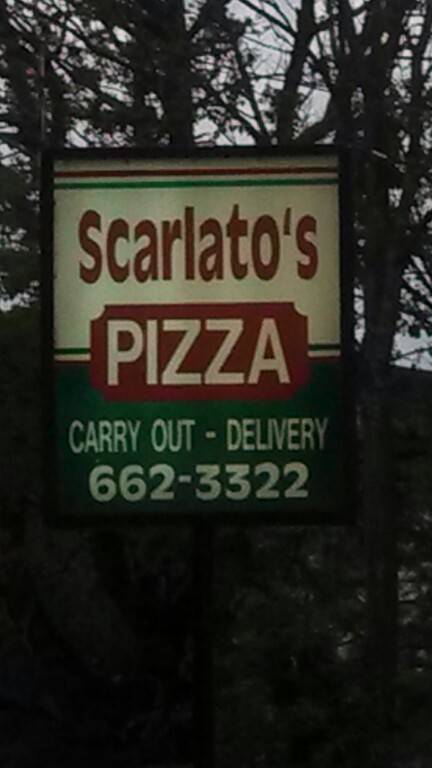 Scarlato's
PIZZA
CARRY OUT - DELIVERY
662-3322